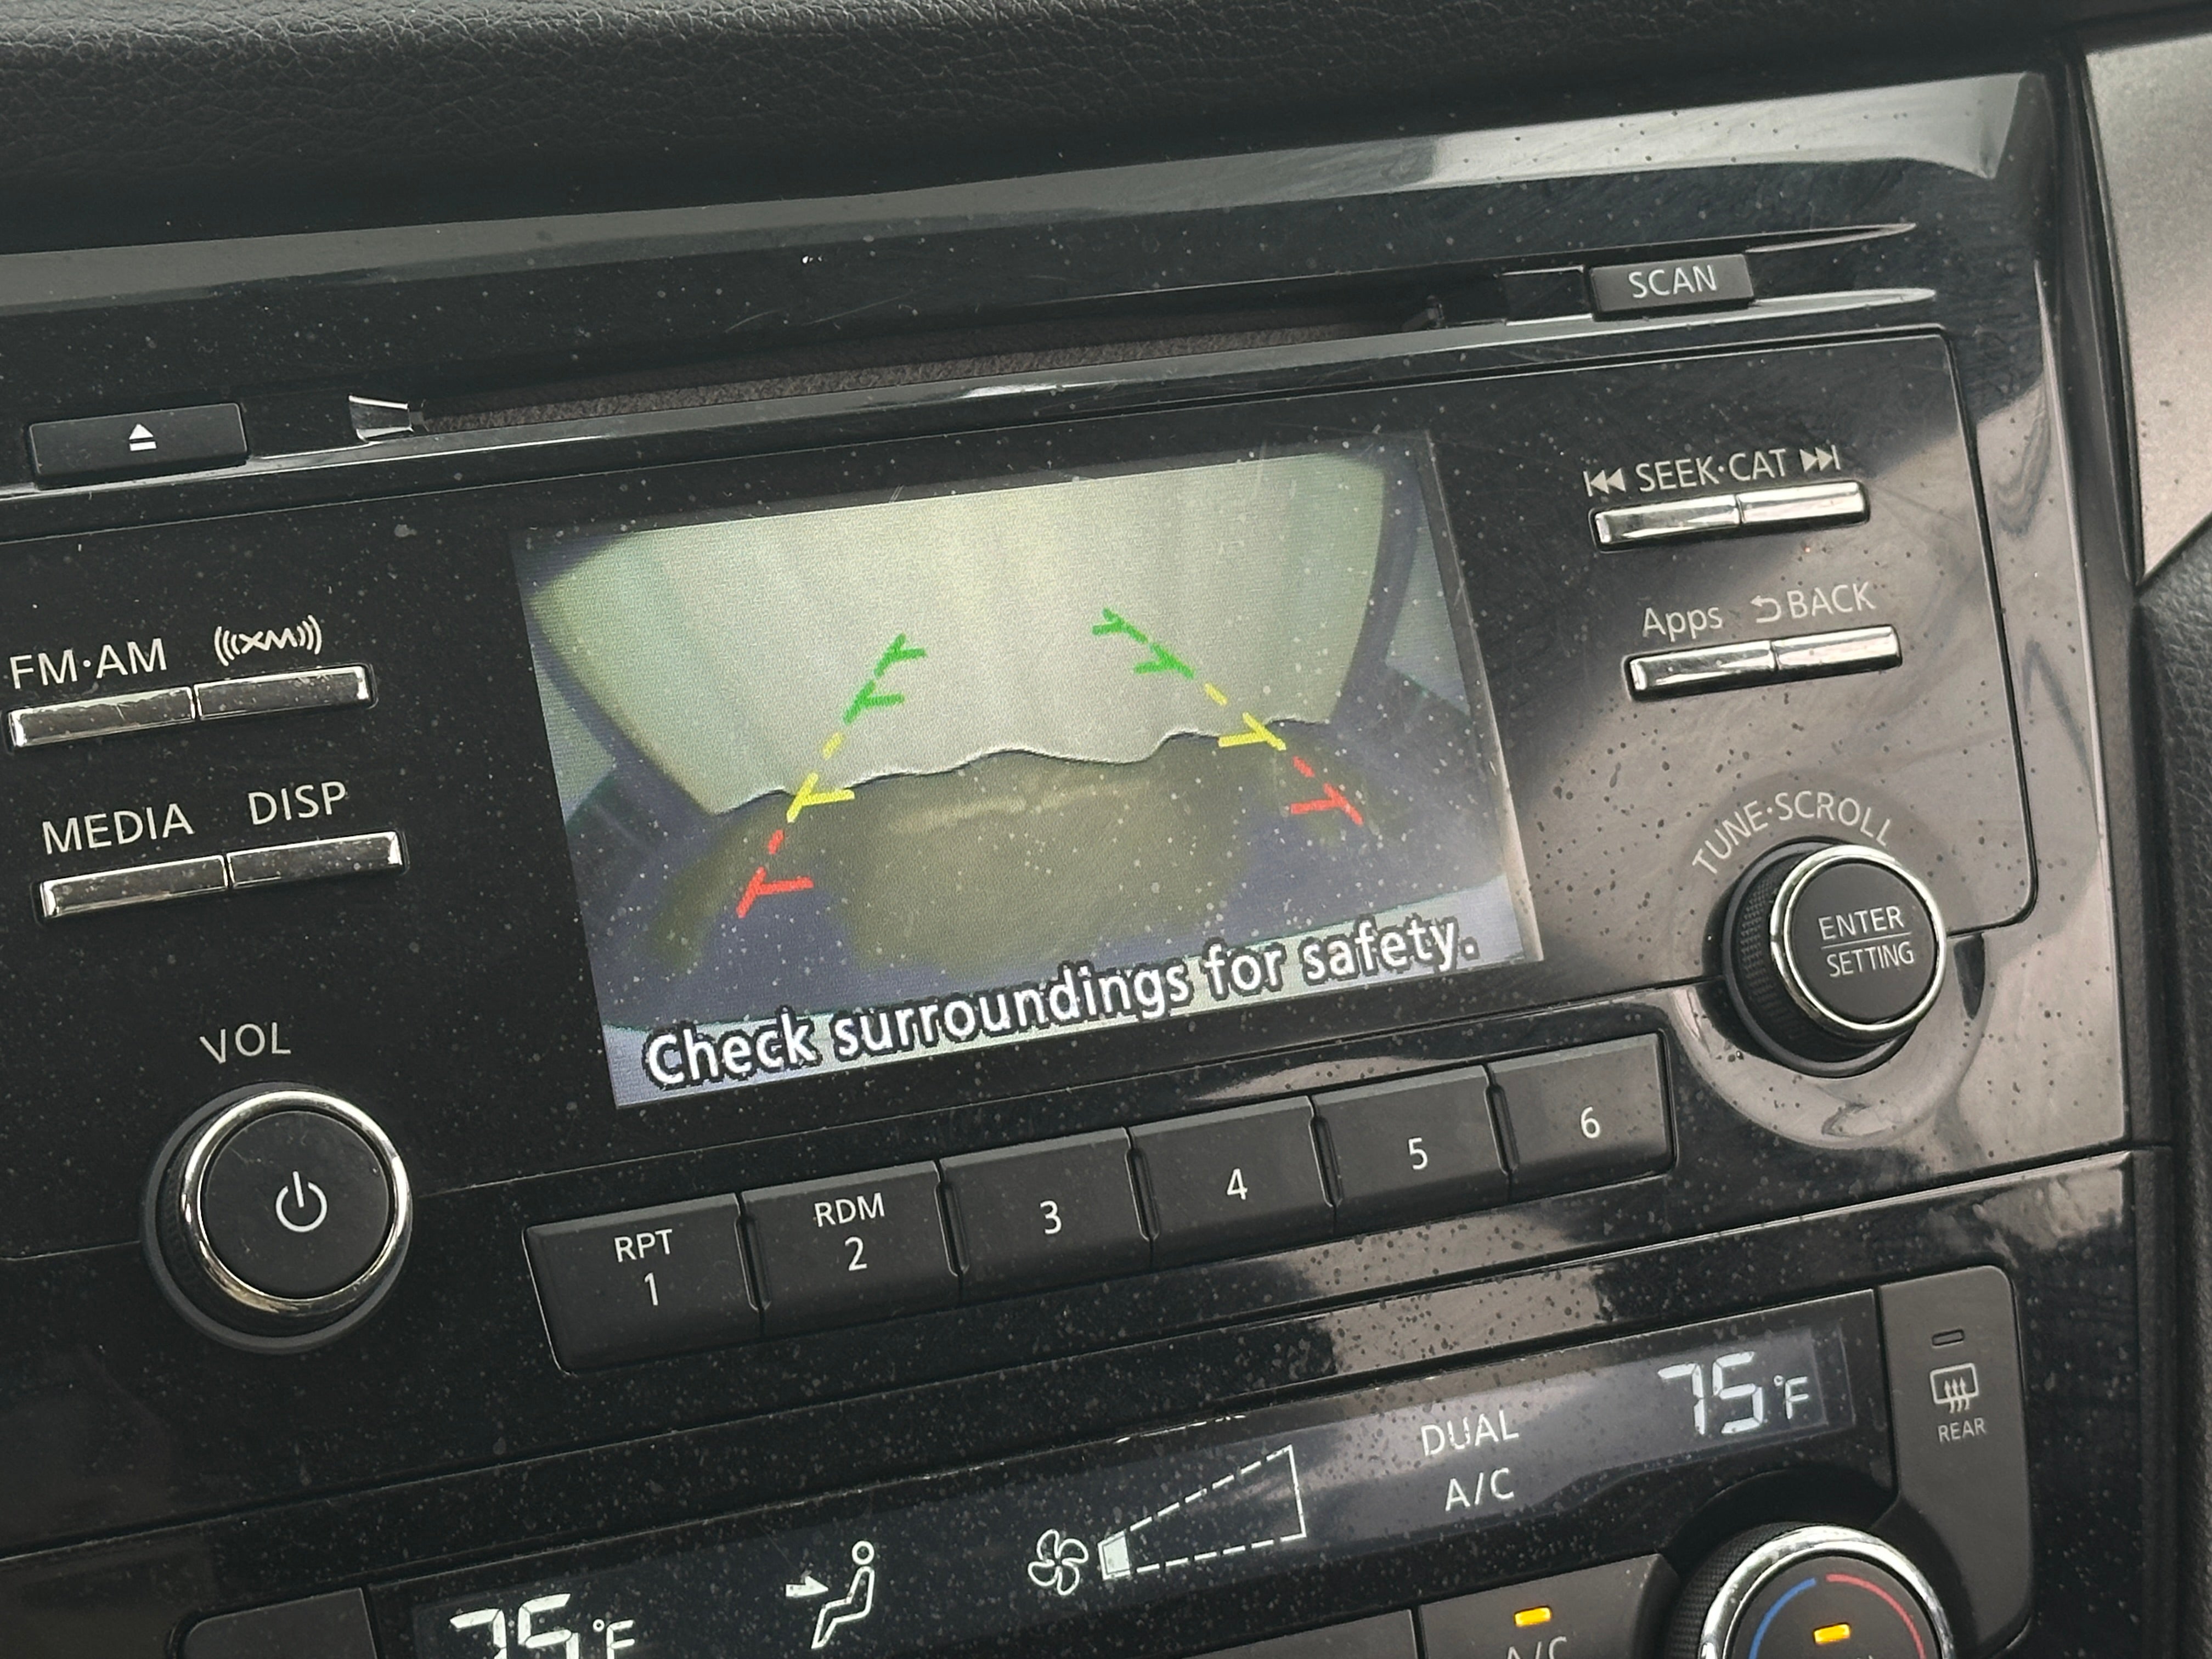 SCAN
SEEK·CAT
FM·AM
XM
Apps BACK
MEDIA DISP
TUNE·SCROLL
ENTER
SETTING
Check surroundings for safety.
VOL
RPT
1
RDM
2
3
4
5
6
75°F
DUAL
A/C
REAR
75°F
A/C